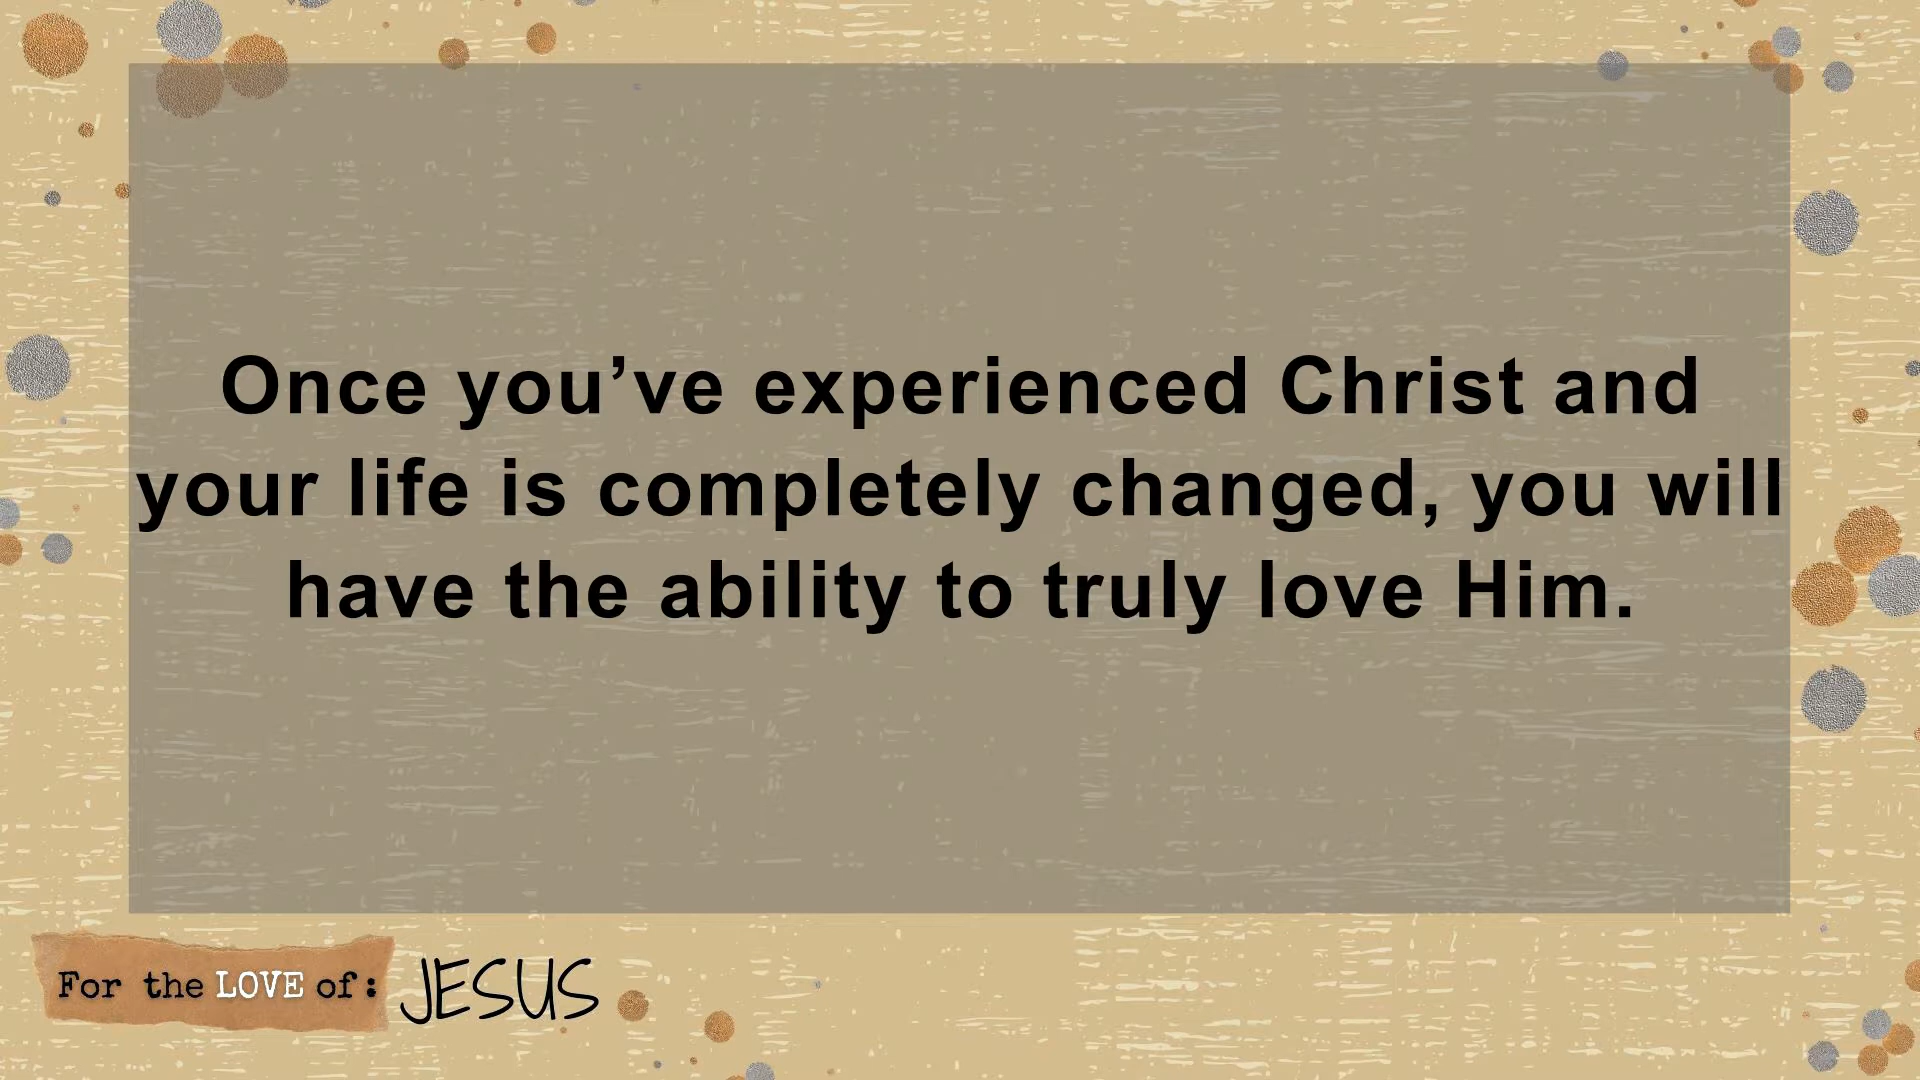 Once you’ve experienced Christ and
your life is completely changed, you will
have the ability to truly love Him.
For the LOVE of: JESUS